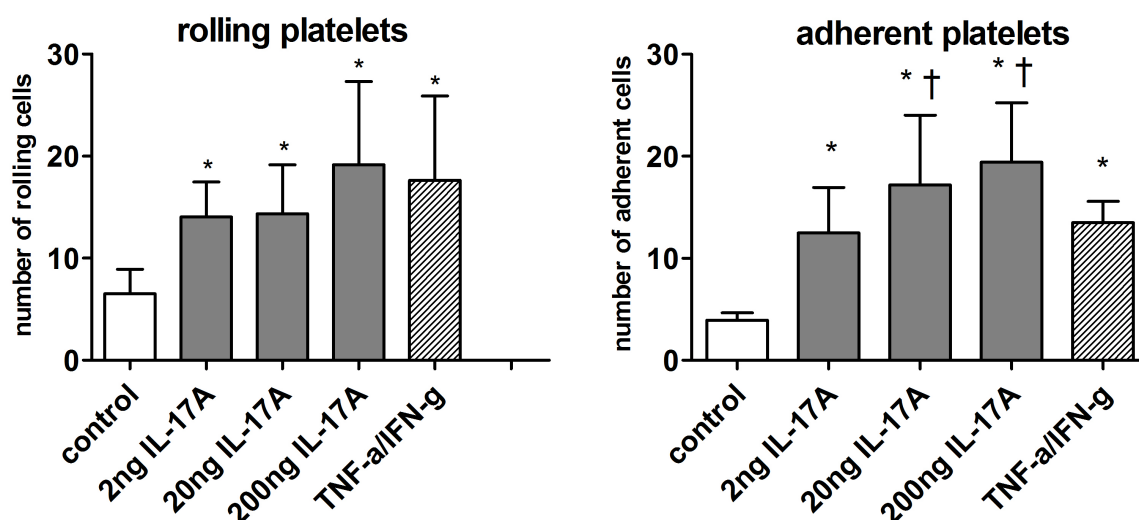 rolling platelets
number of rolling cells
30
20
10
0
*
*
*
*
control
2ng IL-17A
20ng IL-17A
200ng IL-17A
TNF-a/IFN-g
adherent platelets
number of adherent cells
30
20
10
0
*
* †
* †
*
control
2ng IL-17A
20ng IL-17A
200ng IL-17A
TNF-a/IFN-g